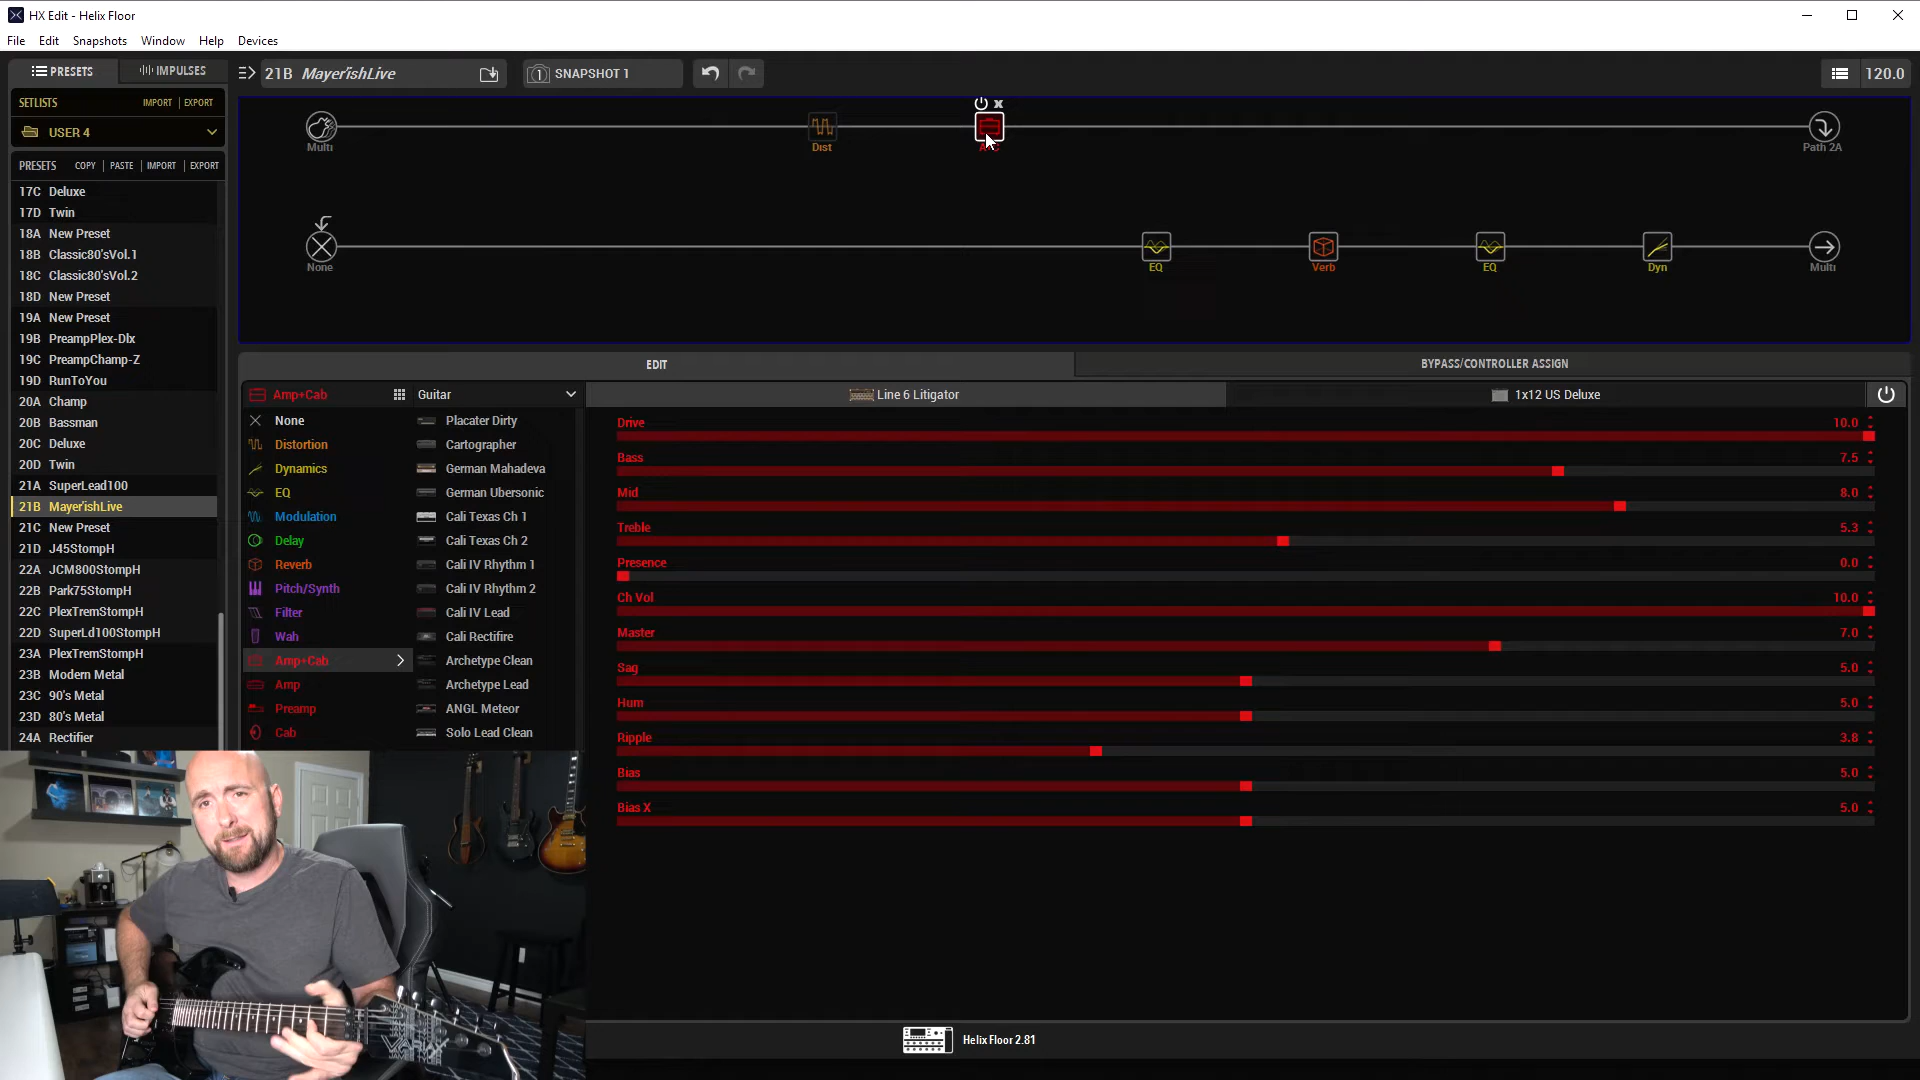 HX Edit - Helix Floor
File Edit Snapshots Window Help Devices
PRESETS IMPULSES
21B MayerishLive
1 SNAPSHOT 1
120.0
SETLISTS IMPORT | EXPORT
USER 4
PRESETS COPY | PASTE | IMPORT | EXPORT
17C Deluxe
17D Twin
18A New Preset
18B Classic80'sVol.1
18C Classic80'sVol.2
18D New Preset
19A New Preset
19B PreampPlex-Dlx
19C PreampChamp-Z
19D RunToYou
20A Champ
20B Bassman
20C Deluxe
20D Twin
21A SuperLead100
21B MayerishLive
21C New Preset
21D J45StompH
22A JCM800StompH
22B Park75StompH
22C PlexTremStompH
22D SuperLd100StompH
23A PlexTremStompH
23B Modern Metal
23C 90's Metal
23D 80's Metal
24A Rectifier
Multi
Dist
Path 2A
None
EQ
Verb
EQ
Dyn
Multi
EDIT
BYPASS/CONTROLLER ASSIGN
Amp+Cab
Guitar
Line 6 Litigator
1x12 US Deluxe
None
Distortion
Dynamics
EQ
Modulation
Delay
Reverb
Pitch/Synth
Filter
Wah
Amp+Cab
Amp
Preamp
Cab
Placater Dirty
Cartographer
German Mahadeva
German Ubersonic
Cali Texas Ch 1
Cali Texas Ch 2
Cali IV Rhythm 1
Cali IV Rhythm 2
Cali IV Lead
Cali Rectifire
Archetype Clean
Archetype Lead
ANGL Meteor
Solo Lead Clean
Drive 10.0
Bass 7.5
Mid 8.0
Treble 5.3
Presence 0.0
Ch Vol 10.0
Master 7.0
Sag 5.0
Hum 5.0
Ripple 3.8
Bias 5.0
Bias X 5.0
Helix Floor 2.81